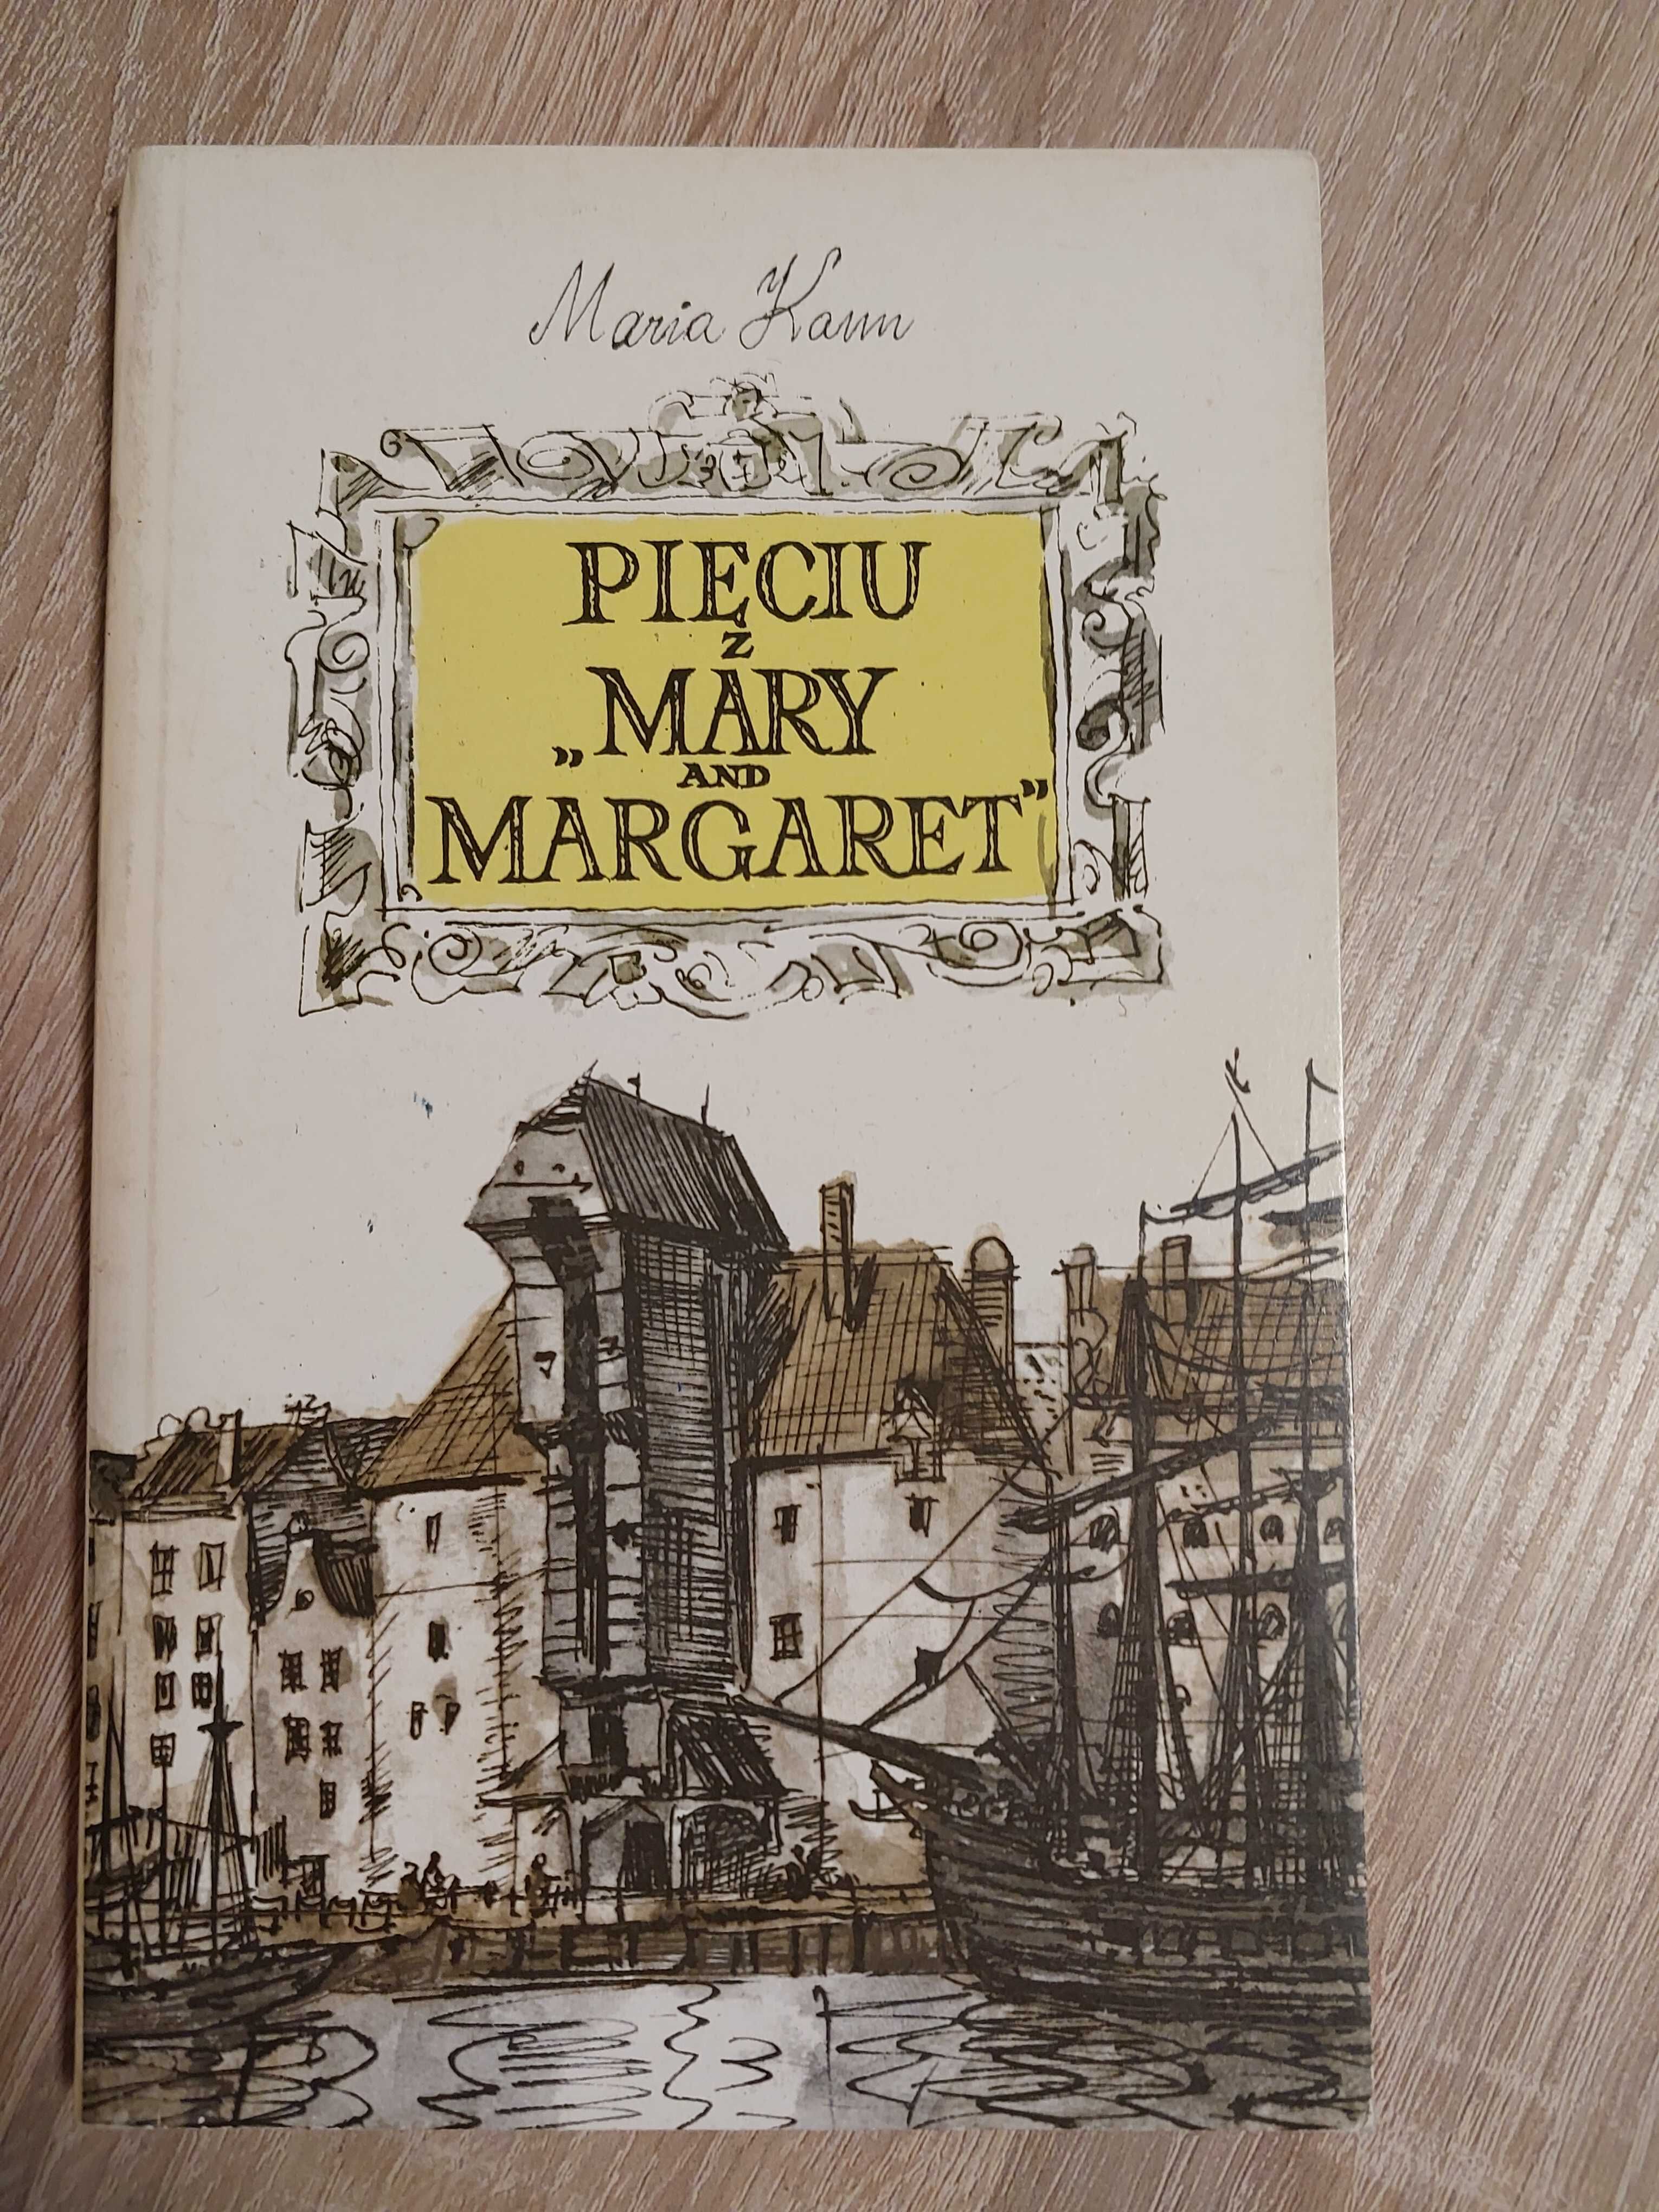 Maria Kann
PIĘCIU
Z
„MARY
AND
MARGARET”